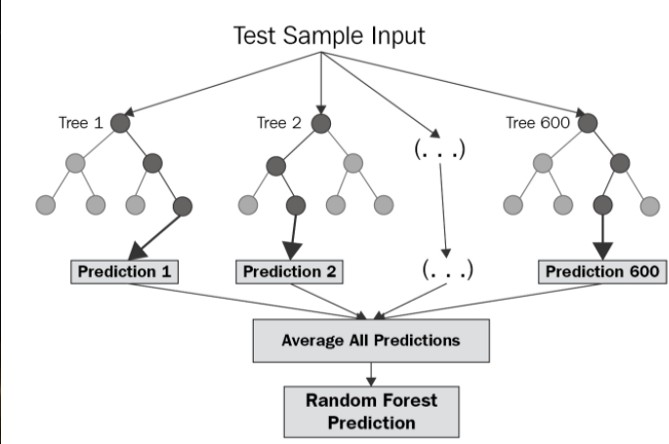 Test Sample Input
Tree 1
Tree 2
Tree 600
(. . .)
Prediction 1
Prediction 2
(. . .)
Prediction 600
Average All Predictions
Random Forest
Prediction